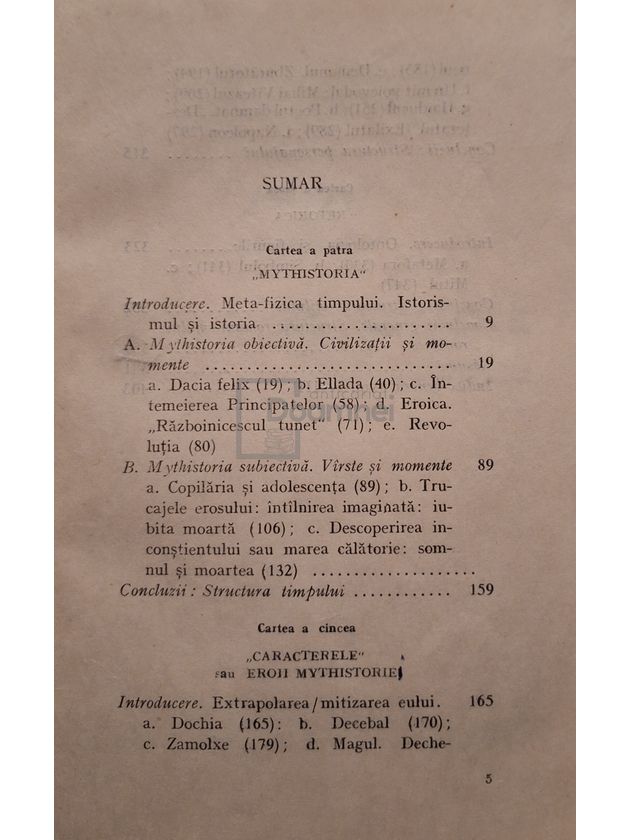 SUMAR
Cartea a patra
„MYTHISTORIA"
Introducere. Meta-fizica timpului. Istoris-
mul și istoria ........................ 9
A. Mythistoria obiectivă. Civilizații și mo-
mente ................................ 19
a. Dacia felix (19); b. Ellada (40); c. În-
temeierea Principatelor (58); d. Eroica.
„Războinicescul tunet" (71); e. Revo-
luția (80)
B. Mythistoria subiectivă. Vîrste și momente 89
a. Copilăria și adolescența (89); b. Tru-
cajele erosului: întîlnirea imaginată: iu-
bita moartă (106); c. Descoperirea in-
conștientului sau marea călătorie: som-
nul și moartea (132) .....................
Concluzii: Structura timpului ............ 159
Cartea a cincea
„CARACTERELE"
sau EROII MYTHISTORIEI
Introducere. Extrapolarea/mitizarea eului. 165
a. Dochia (165): b. Decebal (170);
c. Zamolxe (179); d. Magul. Deche-
5
anticariat
Doamnei